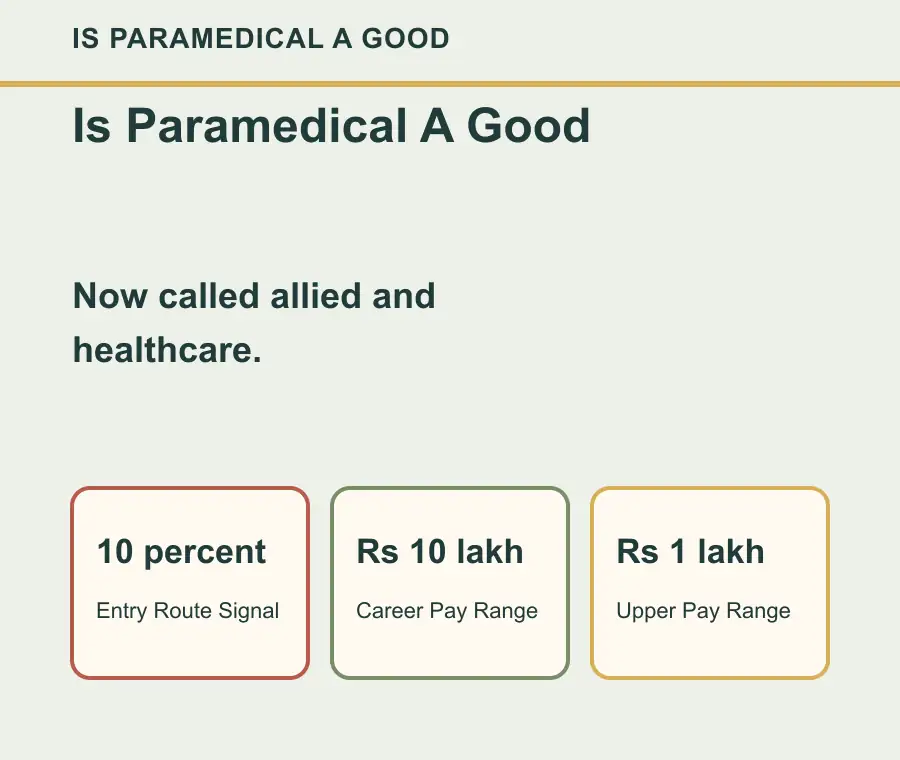 IS PARAMEDICAL A GOOD
Is Paramedical A Good
Now called allied and
healthcare.
10 percent
Entry Route Signal
Rs 10 lakh
Career Pay Range
Rs 1 lakh
Upper Pay Range